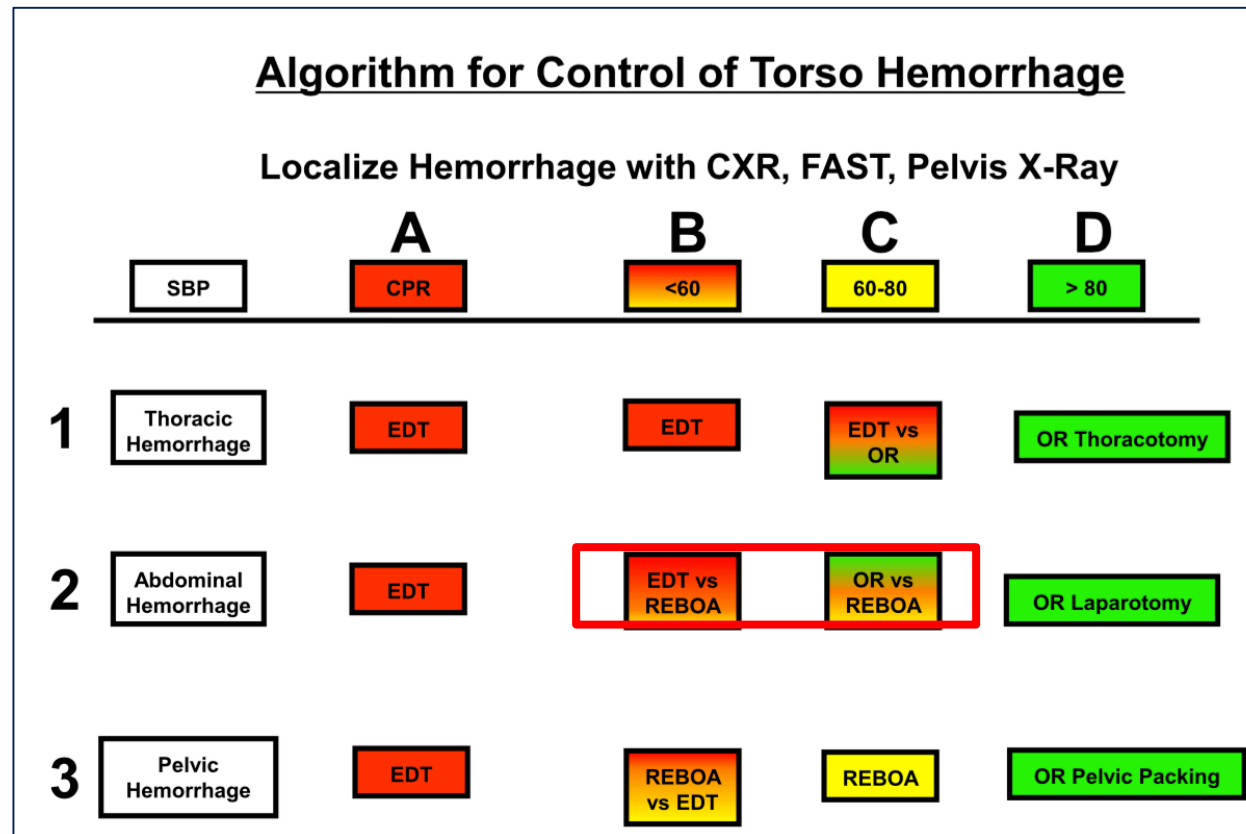 Algorithm for Control of Torso Hemorrhage
Localize Hemorrhage with CXR, FAST, Pelvis X-Ray
A B C D
SBP CPR <60 60-80 > 80
1
Thoracic
Hemorrhage
EDT
EDT
EDT vs
OR
OR Thoracotomy
2
Abdominal
Hemorrhage
EDT
EDT vs
REBOA
OR vs
REBOA
OR Laparotomy
3
Pelvic
Hemorrhage
EDT
REBOA
vs EDT
REBOA
OR Pelvic Packing